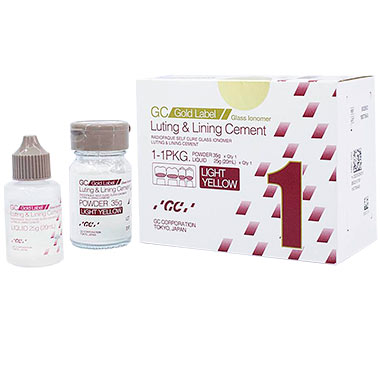 GC Gold Label Glass Ionomer
Luting & Lining Cement
RADIOPAQUE SELF CURE GLASS IONOMER
LUTING & LINING CEMENT
1-1PKG. POWDER 35g x Qty 1
LIQUID 25g (20mL) x Qty 1
LIGHT
YELLOW
1
GC
GC CORPORATION
TOKYO, JAPAN
GC Gold Label
Luting & Lining Cement
POWDER 35g
LIGHT YELLOW
GC
GC Gold Label
Luting & Lining Cement
LIQUID 25g (20mL)
GC